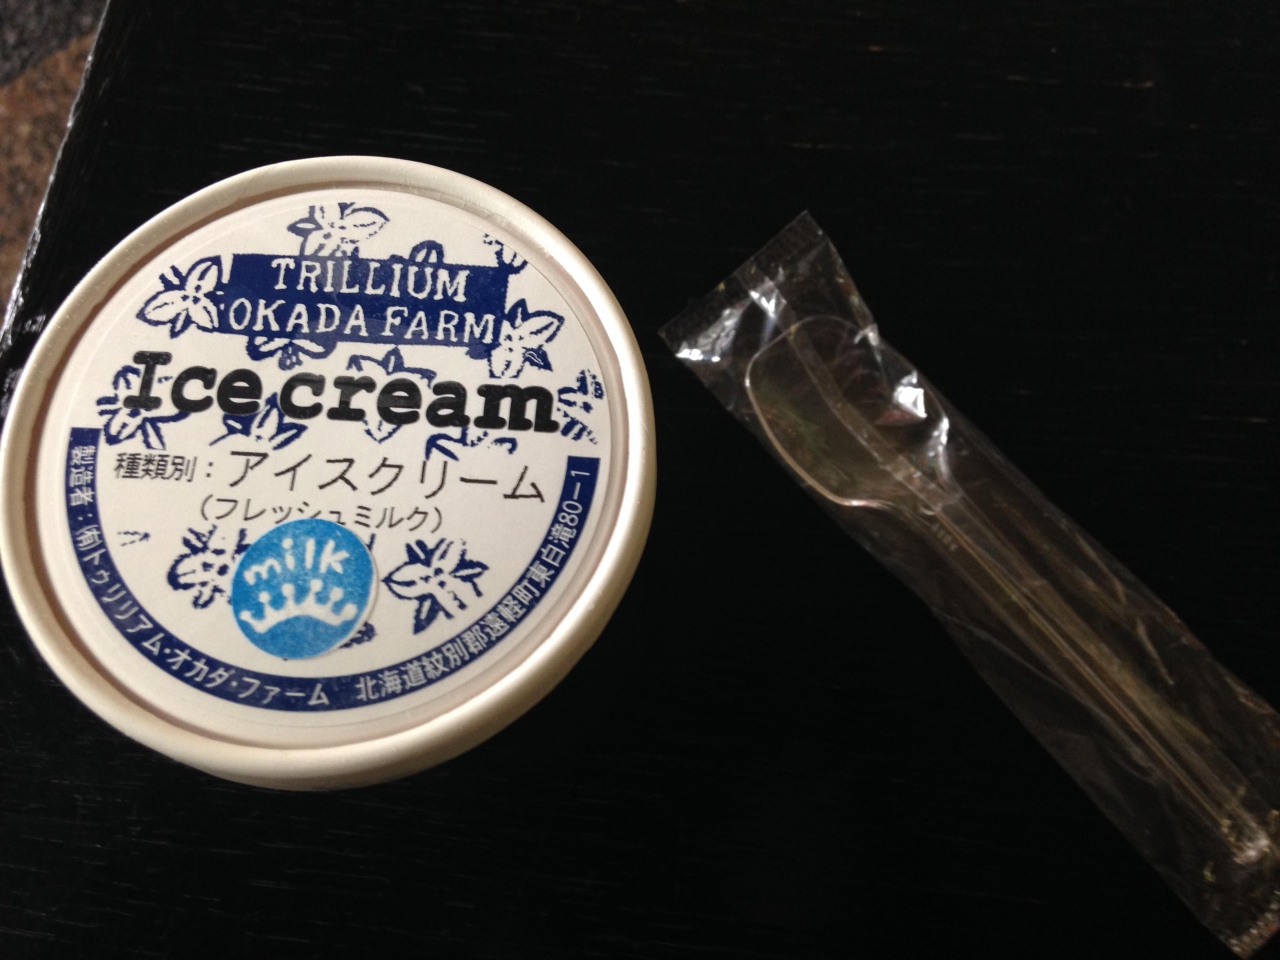 TRILLIUM
OKADA FARM
Ice cream
種類別：アイスクリーム
（フレッシュミルク）
milk
製造者：㈲トゥリリアム・オカダ・ファーム 北海道紋別郡遠軽町東白滝80−1